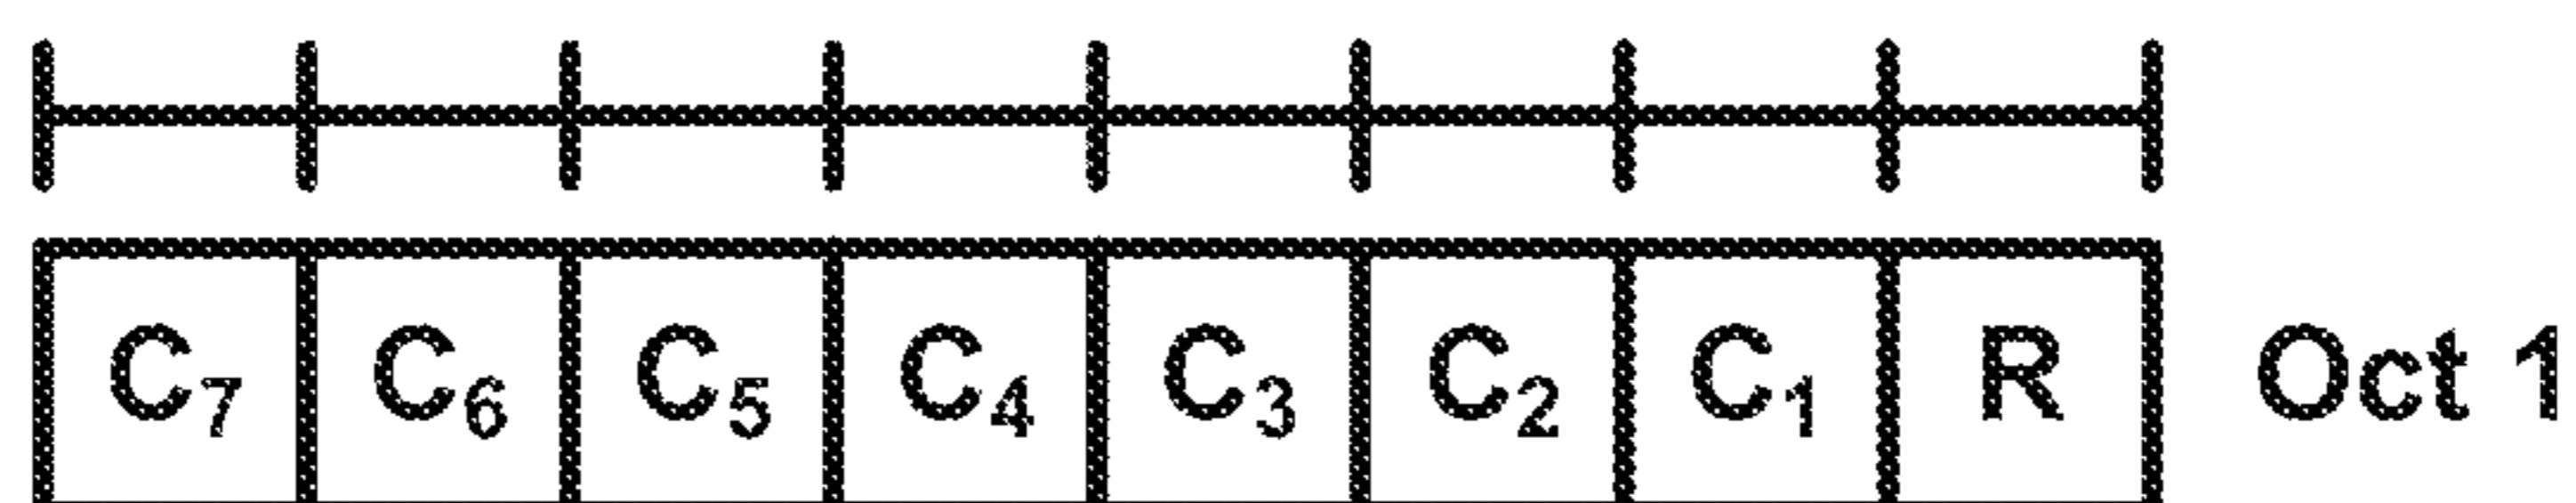 C₇ C₆ C₅ C₄ C₃ C₂ C₁ R Oct 1